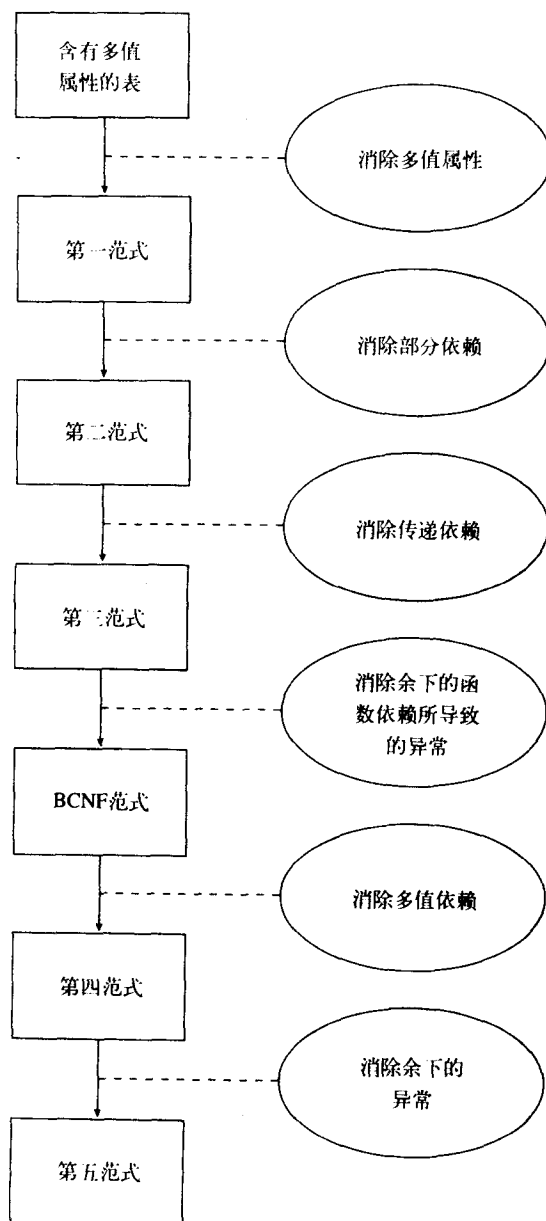 含有多值
属性的表
消除多值属性
第一范式
消除部分依赖
第二范式
消除传递依赖
第三范式
消除余下的函
数依赖所导致
的异常
BCNF范式
消除多值依赖
第四范式
消除余下的
异常
第五范式